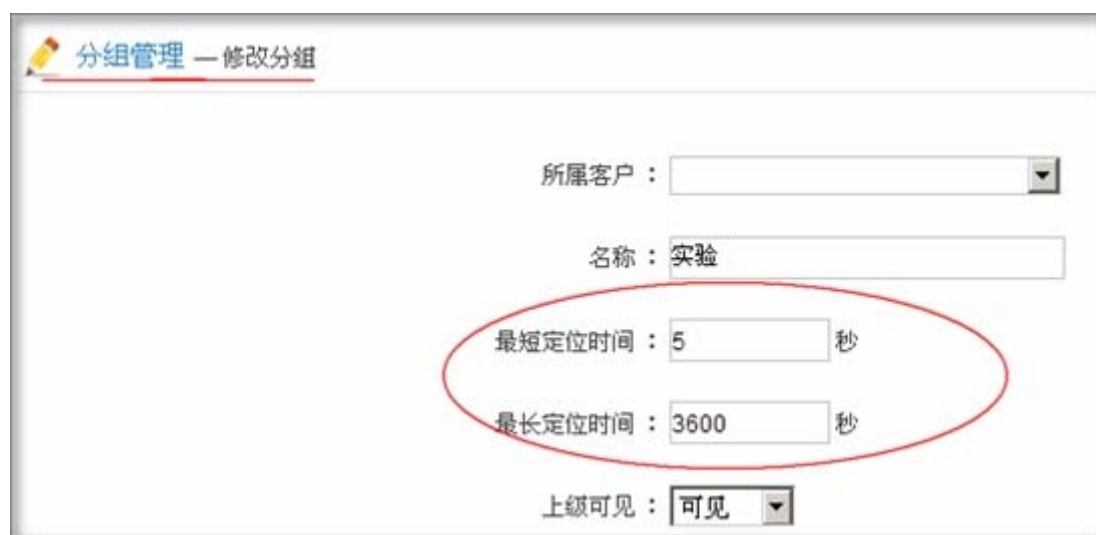 分组管理 — 修改分组
所属客户：
名称：实验
最短定位时间：5 秒
最长定位时间：3600 秒
上级可见：可见